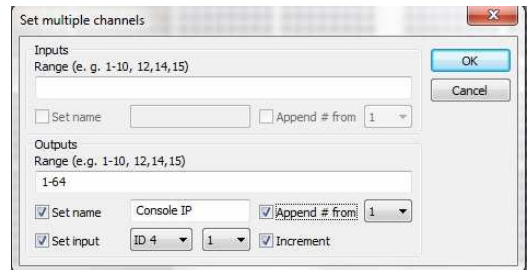 Set multiple channels
Inputs
Range (e. g. 1-10, 12,14,15)
OK
Cancel
Set name
Append # from 1
Outputs
Range (e.g. 1-10, 12,14,15)
1-64
Set name Console IP Append # from 1
Set input ID 4 1 Increment